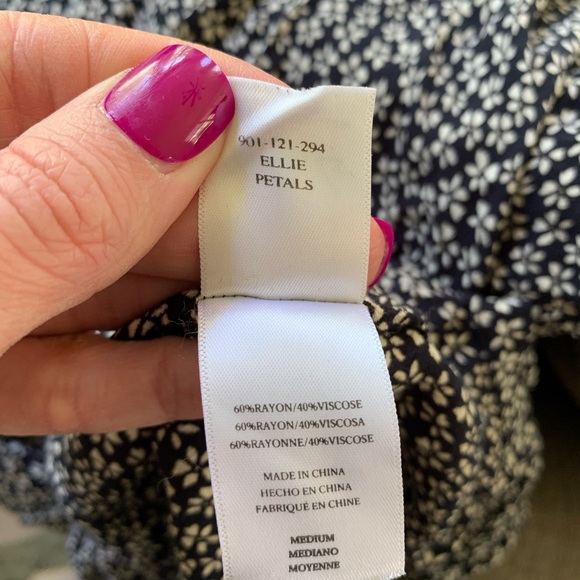 901-121-294
ELLIE
PETALS
60%RAYON/40%VISCOSE
60%RAYON/40%VISCOSA
60%RAYONNE/40%VISCOSE
MADE IN CHINA
HECHO EN CHINA
FABRIQUÉ EN CHINE
MEDIUM
MEDIANO
MOYENNE